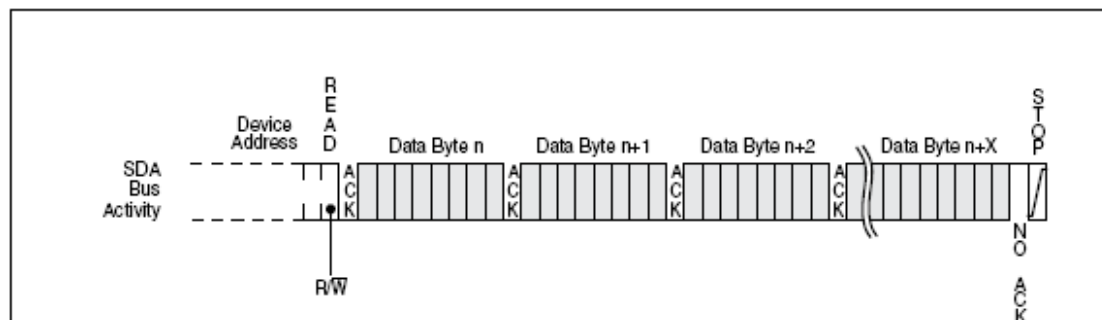 READ
STOP
Device
Address
Data Byte n
Data Byte n+1
Data Byte n+2
Data Byte n+X
SDA
Bus
Activity
ACK
ACK
ACK
ACK
R/W̅
NO ACK